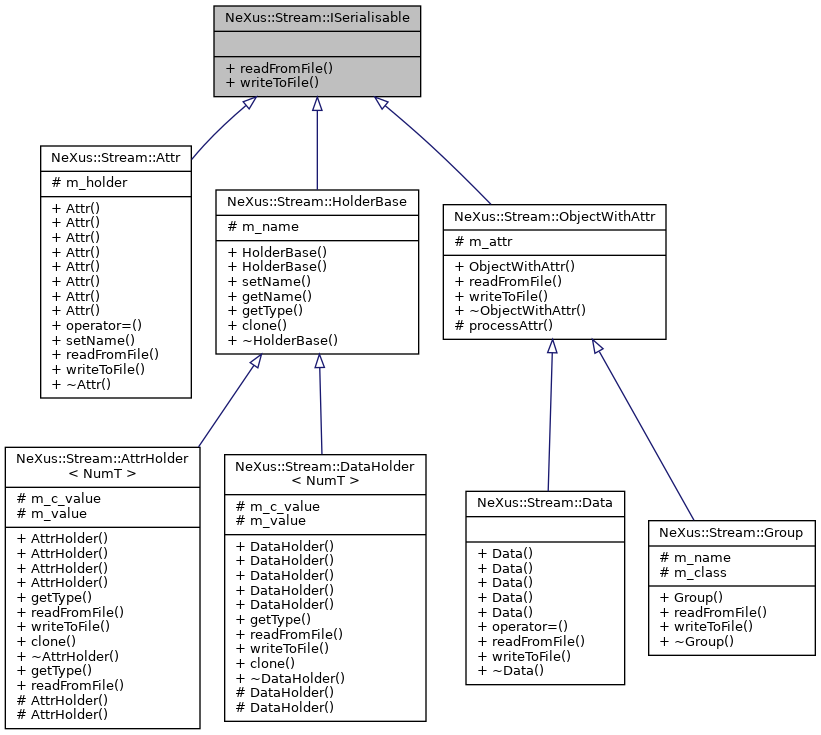 NeXus::Stream::ISerialisable
+ readFromFile()
+ writeToFile()
NeXus::Stream::Attr
# m_holder
+ Attr()
+ Attr()
+ Attr()
+ Attr()
+ Attr()
+ Attr()
+ Attr()
+ Attr()
+ operator=()
+ setName()
+ readFromFile()
+ writeToFile()
+ ~Attr()
NeXus::Stream::HolderBase
# m_name
+ HolderBase()
+ HolderBase()
+ setName()
+ getName()
+ getType()
+ clone()
+ ~HolderBase()
NeXus::Stream::ObjectWithAttr
# m_attr
+ ObjectWithAttr()
+ readFromFile()
+ writeToFile()
+ ~ObjectWithAttr()
# processAttr()
NeXus::Stream::AttrHolder
< NumT >
# m_c_value
# m_value
+ AttrHolder()
+ AttrHolder()
+ AttrHolder()
+ AttrHolder()
+ getType()
+ readFromFile()
+ writeToFile()
+ clone()
+ ~AttrHolder()
+ getType()
+ readFromFile()
# AttrHolder()
# AttrHolder()
NeXus::Stream::DataHolder
< NumT >
# m_c_value
# m_value
+ DataHolder()
+ DataHolder()
+ DataHolder()
+ DataHolder()
+ DataHolder()
+ getType()
+ readFromFile()
+ writeToFile()
+ clone()
+ ~DataHolder()
# DataHolder()
# DataHolder()
NeXus::Stream::Data
+ Data()
+ Data()
+ Data()
+ Data()
+ Data()
+ operator=()
+ readFromFile()
+ writeToFile()
+ ~Data()
NeXus::Stream::Group
# m_name
# m_class
+ Group()
+ readFromFile()
+ writeToFile()
+ ~Group()